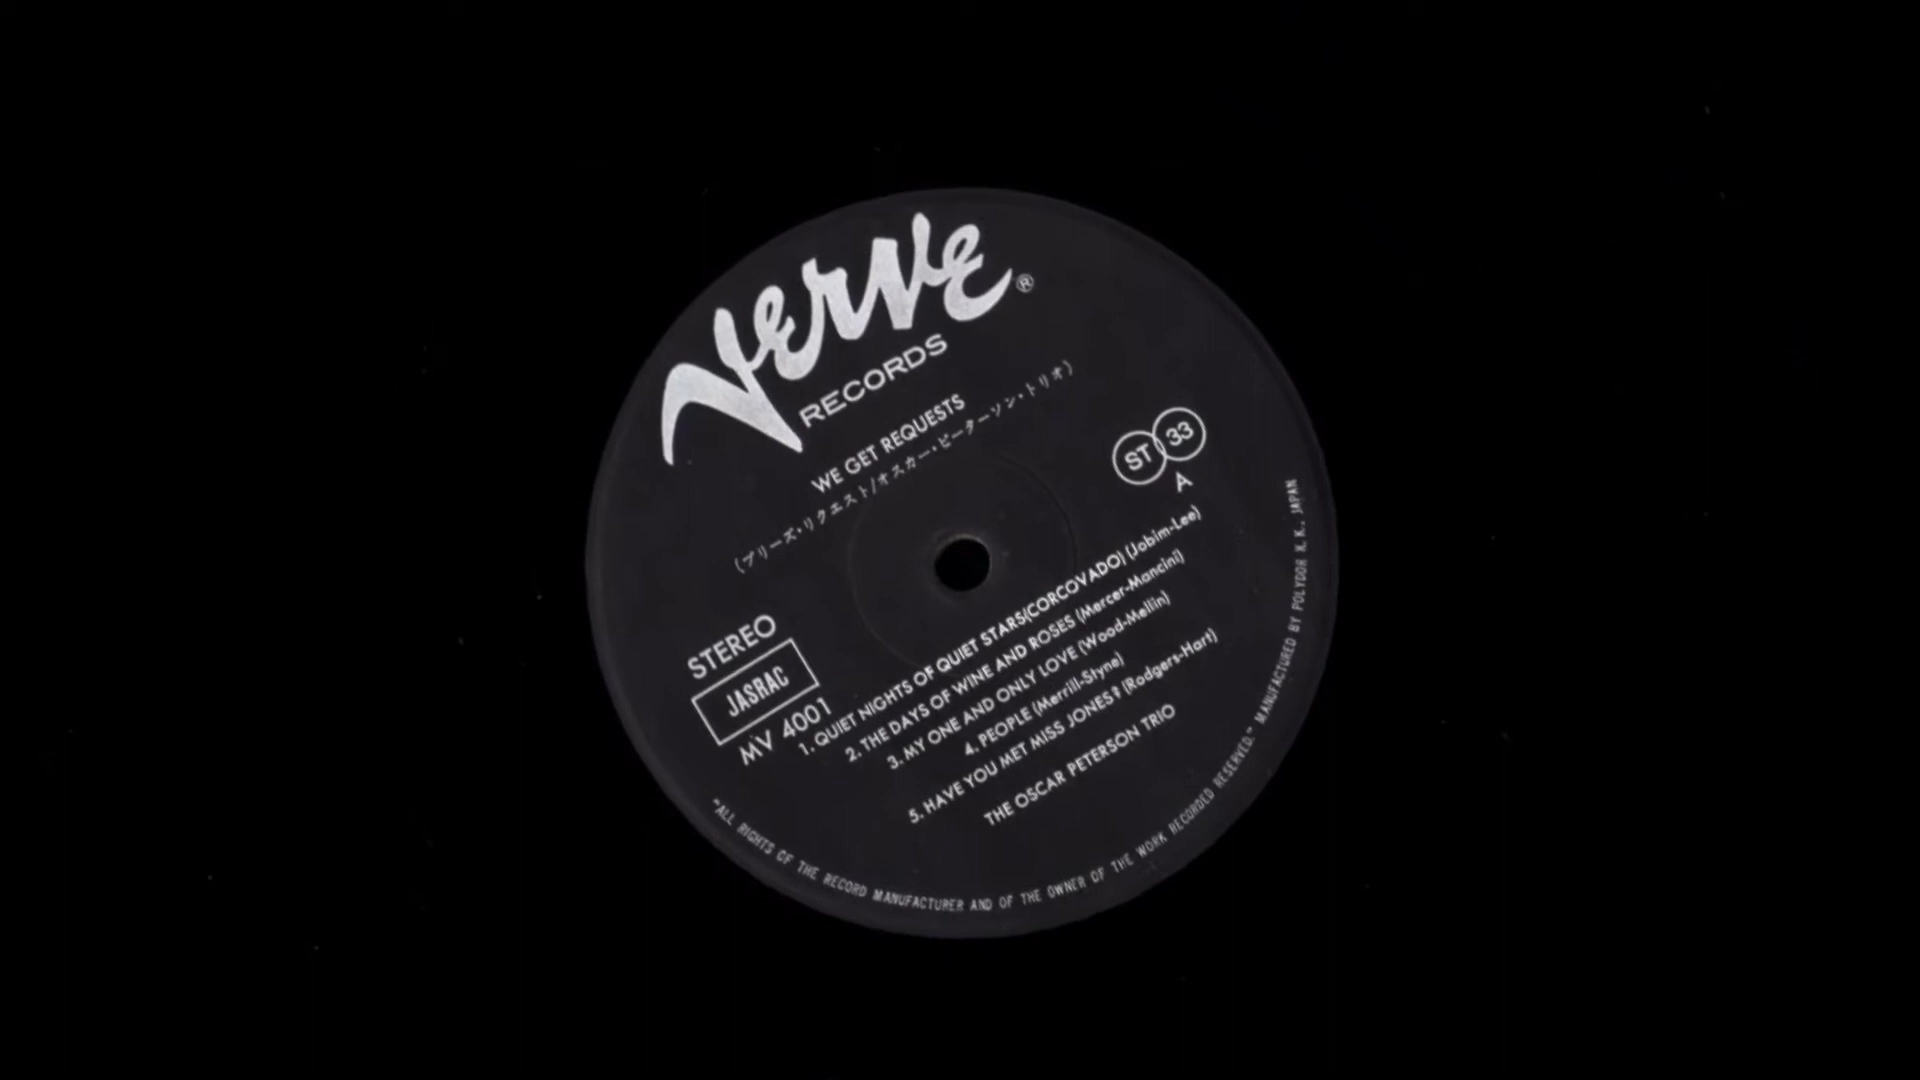 Verve®
RECORDS
WE GET REQUESTS
(プリーズ・リクエスト/オスカー・ピーターソン・トリオ)
ST 33
A
STEREO
JASRAC
MV 4001
1. QUIET NIGHTS OF QUIET STARS(CORCOVADO) (Jobim-Lee)
2. THE DAYS OF WINE AND ROSES (Mercer-Mancini)
3. MY ONE AND ONLY LOVE (Wood-Mellin)
4. PEOPLE (Merrill-Styne)
5. HAVE YOU MET MISS JONES? (Rodgers-Hart)
THE OSCAR PETERSON TRIO
"ALL RIGHTS OF THE RECORD MANUFACTURER AND OF THE OWNER OF THE WORK RECORDED RESERVED." MANUFACTURED BY POLYDOR K.K., JAPAN